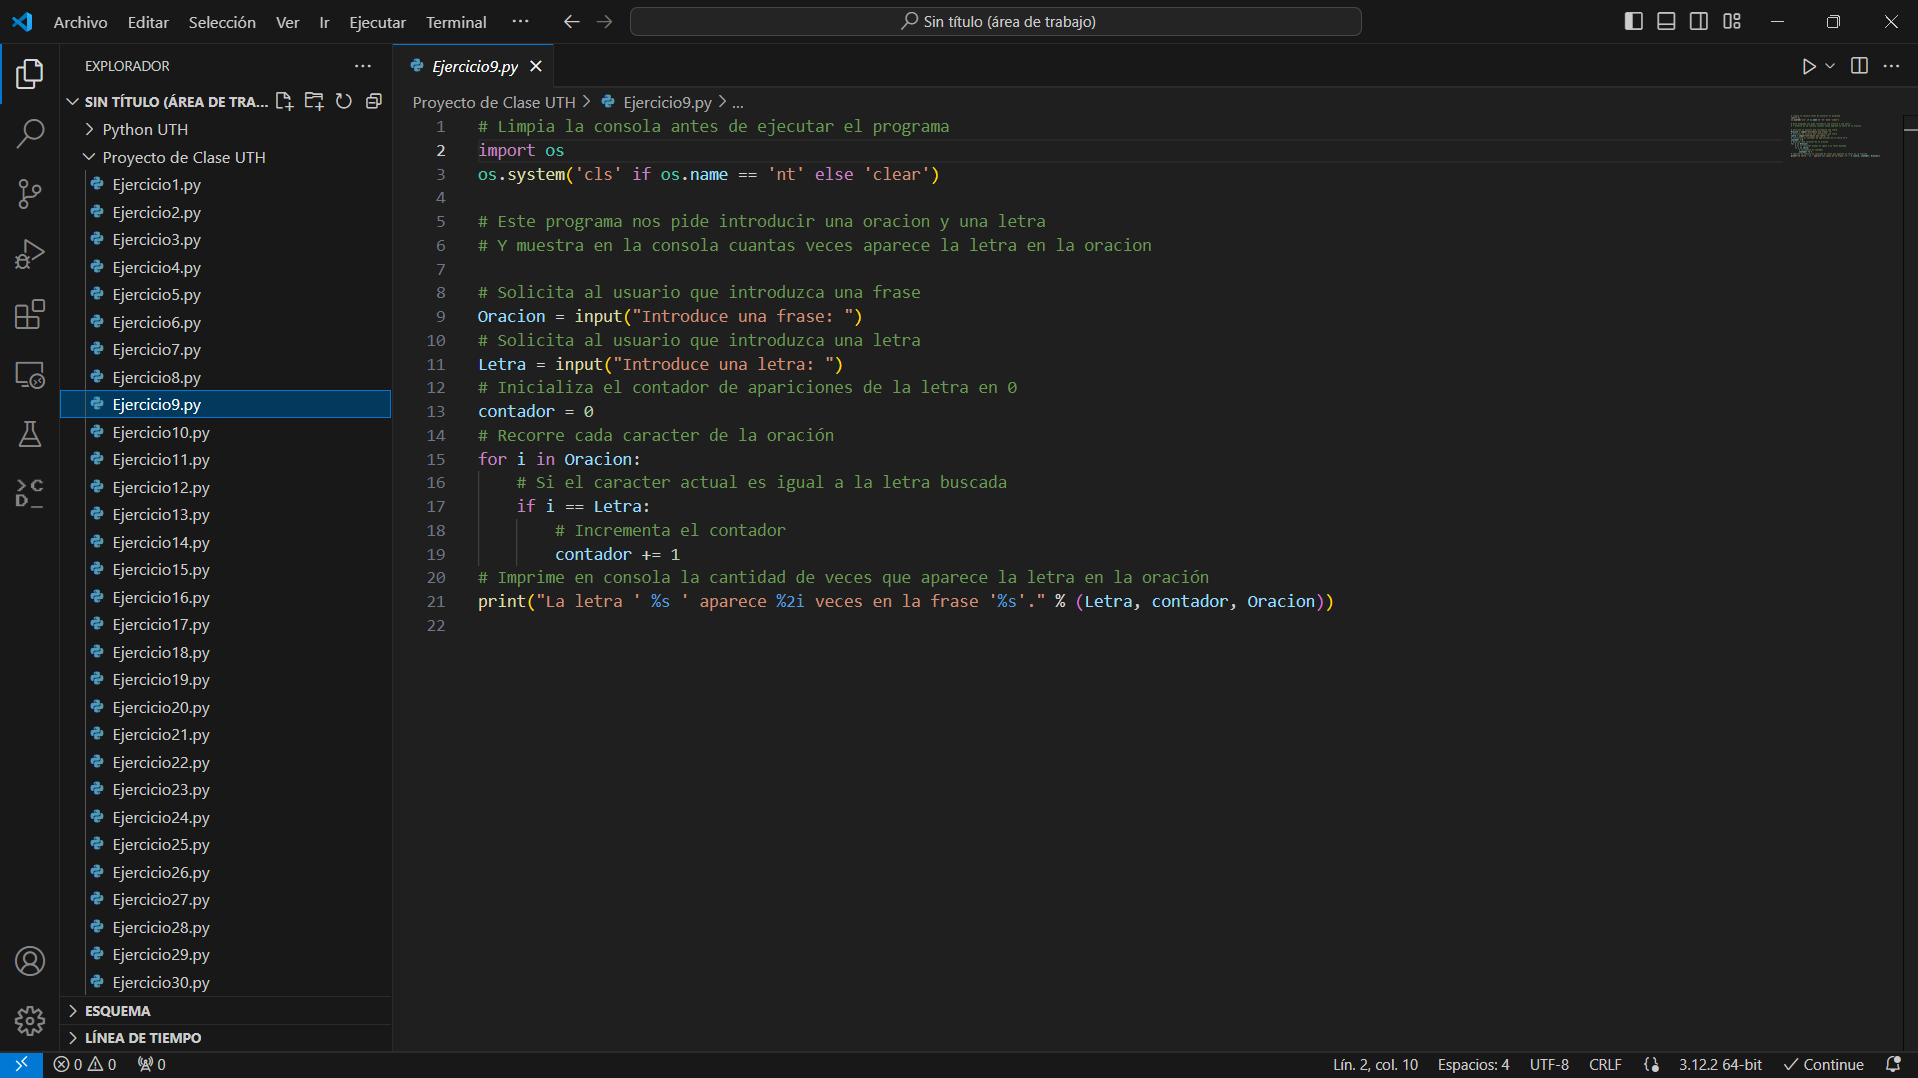 Archivo Editar Selección Ver Ir Ejecutar Terminal ··· Sin título (área de trabajo)
EXPLORADOR
SIN TÍTULO (ÁREA DE TRA...
Python UTH
Proyecto de Clase UTH
Ejercicio1.py
Ejercicio2.py
Ejercicio3.py
Ejercicio4.py
Ejercicio5.py
Ejercicio6.py
Ejercicio7.py
Ejercicio8.py
Ejercicio9.py
Ejercicio10.py
Ejercicio11.py
Ejercicio12.py
Ejercicio13.py
Ejercicio14.py
Ejercicio15.py
Ejercicio16.py
Ejercicio17.py
Ejercicio18.py
Ejercicio19.py
Ejercicio20.py
Ejercicio21.py
Ejercicio22.py
Ejercicio23.py
Ejercicio24.py
Ejercicio25.py
Ejercicio26.py
Ejercicio27.py
Ejercicio28.py
Ejercicio29.py
Ejercicio30.py
ESQUEMA
LÍNEA DE TIEMPO
Ejercicio9.py
Proyecto de Clase UTH > Ejercicio9.py > ...
1 # Limpia la consola antes de ejecutar el programa
2 import os
3 os.system('cls' if os.name == 'nt' else 'clear')
4
5 # Este programa nos pide introducir una oracion y una letra
6 # Y muestra en la consola cuantas veces aparece la letra en la oracion
7
8 # Solicita al usuario que introduzca una frase
9 Oracion = input("Introduce una frase: ")
10 # Solicita al usuario que introduzca una letra
11 Letra = input("Introduce una letra: ")
12 # Inicializa el contador de apariciones de la letra en 0
13 contador = 0
14 # Recorre cada caracter de la oración
15 for i in Oracion:
16     # Si el caracter actual es igual a la letra buscada
17     if i == Letra:
18         # Incrementa el contador
19         contador += 1
20 # Imprime en consola la cantidad de veces que aparece la letra en la oración
21 print("La letra ' %s ' aparece %2i veces en la frase '%s'." % (Letra, contador, Oracion))
22
0 0 0 Lín. 2, col. 10 Espacios: 4 UTF-8 CRLF 3.12.2 64-bit Continue